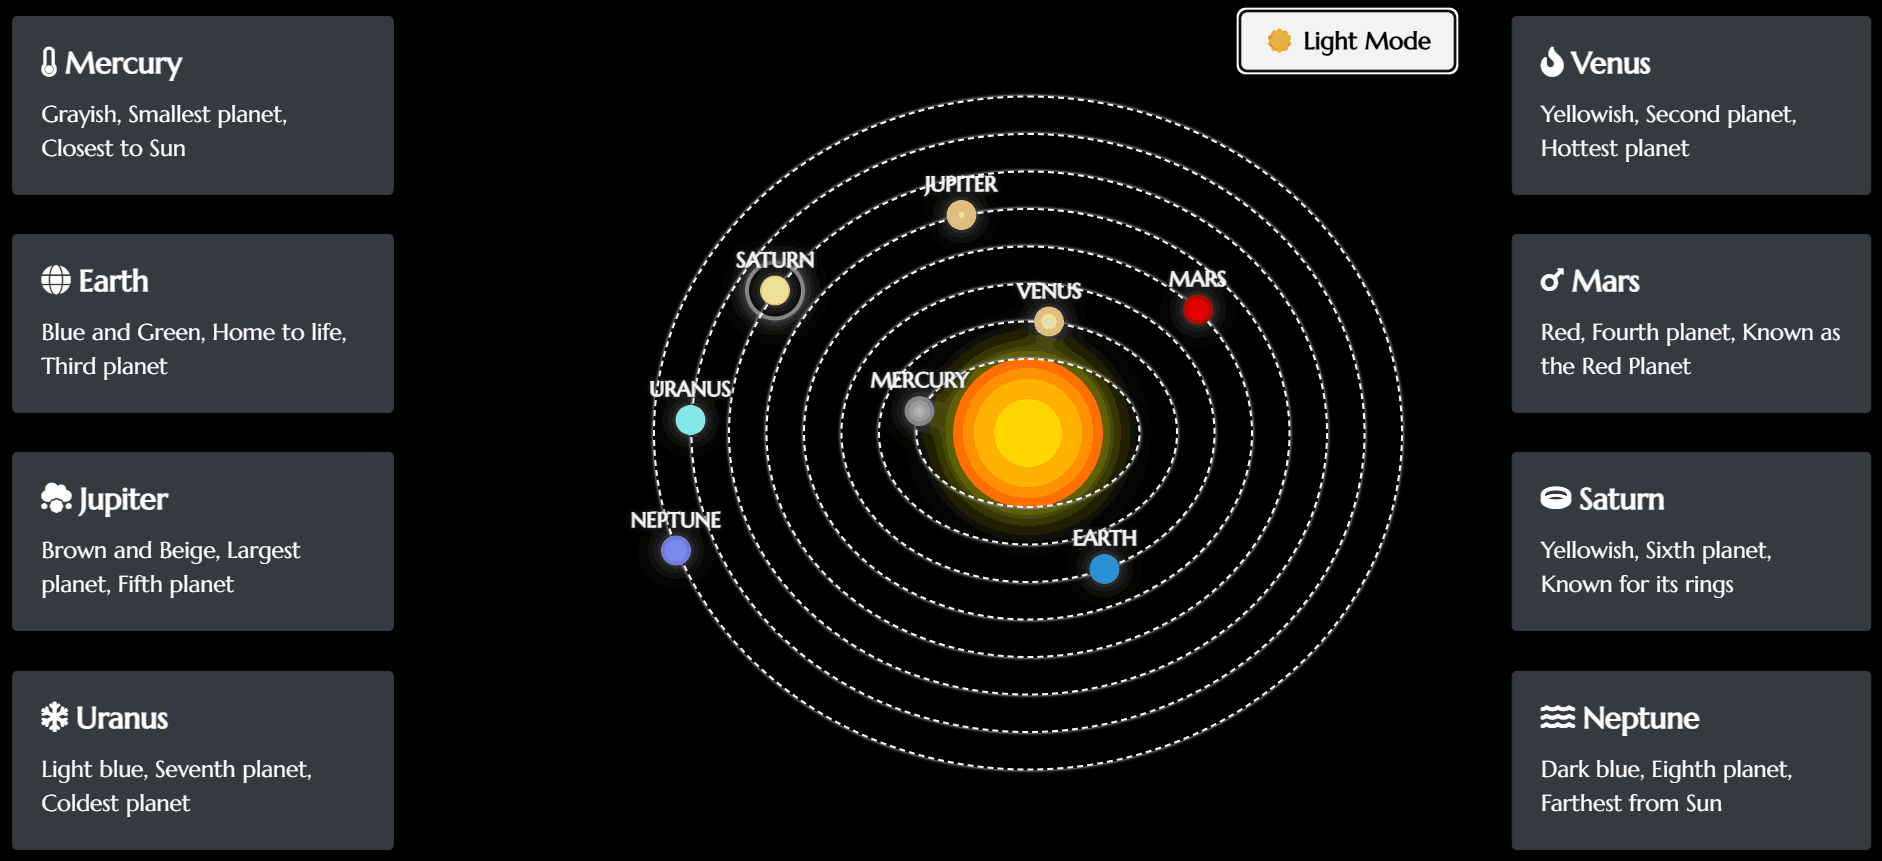 Mercury
Grayish, Smallest planet,
Closest to Sun
Earth
Blue and Green, Home to life,
Third planet
Jupiter
Brown and Beige, Largest
planet, Fifth planet
Uranus
Light blue, Seventh planet,
Coldest planet
Light Mode
JUPITER
SATURN
MARS
VENUS
MERCURY
URANUS
NEPTUNE
EARTH
Venus
Yellowish, Second planet,
Hottest planet
Mars
Red, Fourth planet, Known as
the Red Planet
Saturn
Yellowish, Sixth planet,
Known for its rings
Neptune
Dark blue, Eighth planet,
Farthest from Sun